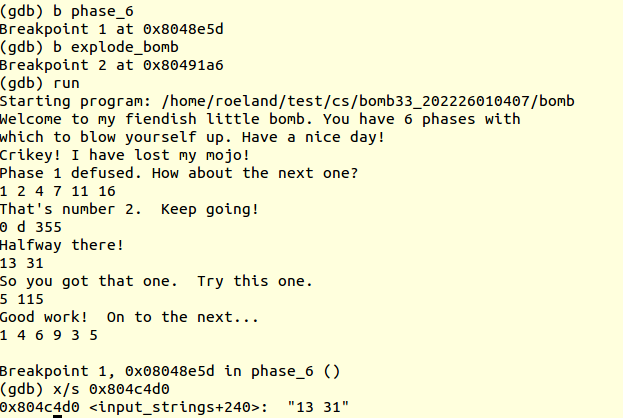 (gdb) b phase_6
Breakpoint 1 at 0x8048e5d
(gdb) b explode_bomb
Breakpoint 2 at 0x80491a6
(gdb) run
Starting program: /home/roeland/test/cs/bomb33_202226010407/bomb
Welcome to my fiendish little bomb. You have 6 phases with
which to blow yourself up. Have a nice day!
Crikey! I have lost my mojo!
Phase 1 defused. How about the next one?
1 2 4 7 11 16
That's number 2.  Keep going!
0 d 355
Halfway there!
13 31
So you got that one.  Try this one.
5 115
Good work!  On to the next...
1 4 6 9 3 5

Breakpoint 1, 0x08048e5d in phase_6 ()
(gdb) x/s 0x804c4d0
0x804c4d0 <input_strings+240>:  "13 31"